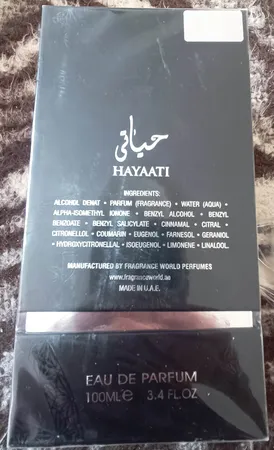 حياتي
HAYAATI
INGREDIENTS:
ALCOHOL DENAT • PARFUM (FRAGRANCE) • WATER (AQUA) •
ALPHA-ISOMETHYL IONONE • BENZYL ALCOHOL • BENZYL
BENZOATE • BENZYL SALICYLATE • CINNAMAL • CITRAL •
CITRONELLOL • COUMARIN • EUGENOL • FARNESOL • GERANIOL
• HYDROXYCITRONELLAL • ISOEUGENOL • LIMONENE • LINALOOL.
MANUFACTURED BY FRAGRANCE WORLD PERFUMES
www.fragranceworld.ae
MADE IN U.A.E.
EAU DE PARFUM
100MLe 3.4 FL.OZ